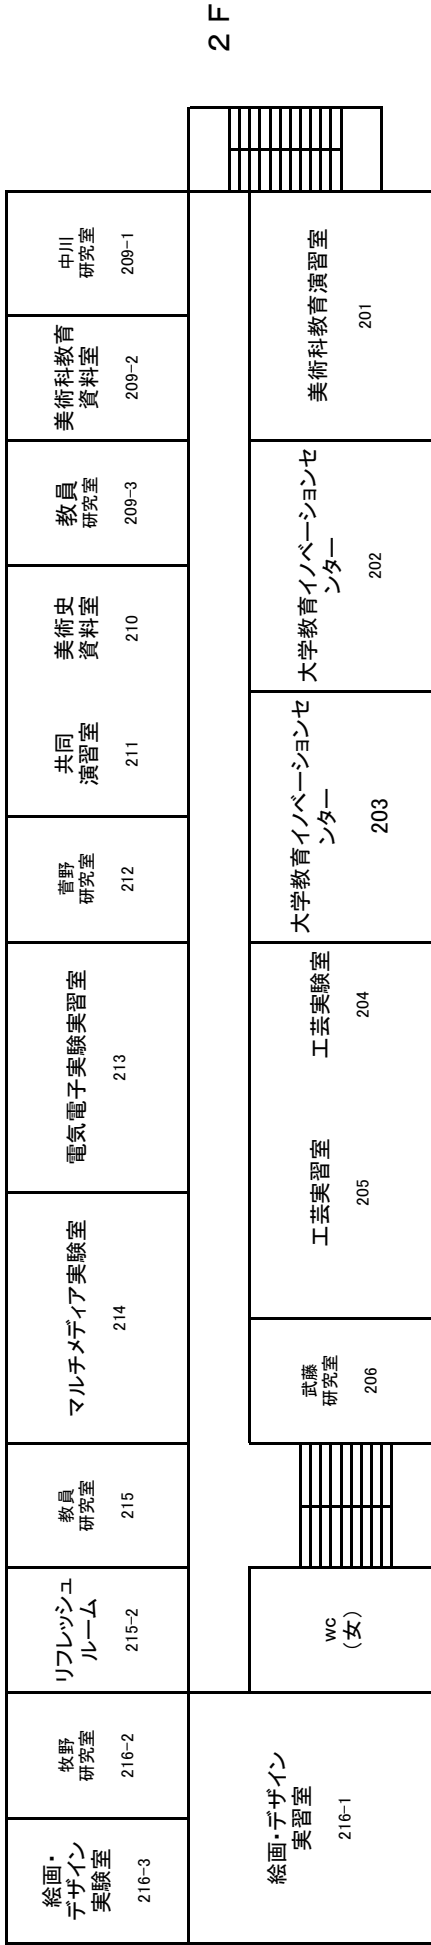 ２Ｆ
絵画・
デザイン
実験室
216-3
牧野
研究室
216-2
リフレッシュ
ルーム
215-2
教員
研究室
215
マルチメディア実験室
214
電気電子実験実習室
213
菅野
研究室
212
共同
演習室
211
美術史
資料室
210
教員
研究室
209-3
美術科教育
資料室
209-2
中川
研究室
209-1
絵画・デザイン
実習室
216-1
wc
（女）
武藤
研究室
206
工芸実習室
205
工芸実験室
204
大学教育イノベーションセ
ンター
203
大学教育イノベーションセ
ンター
202
美術科教育演習室
201